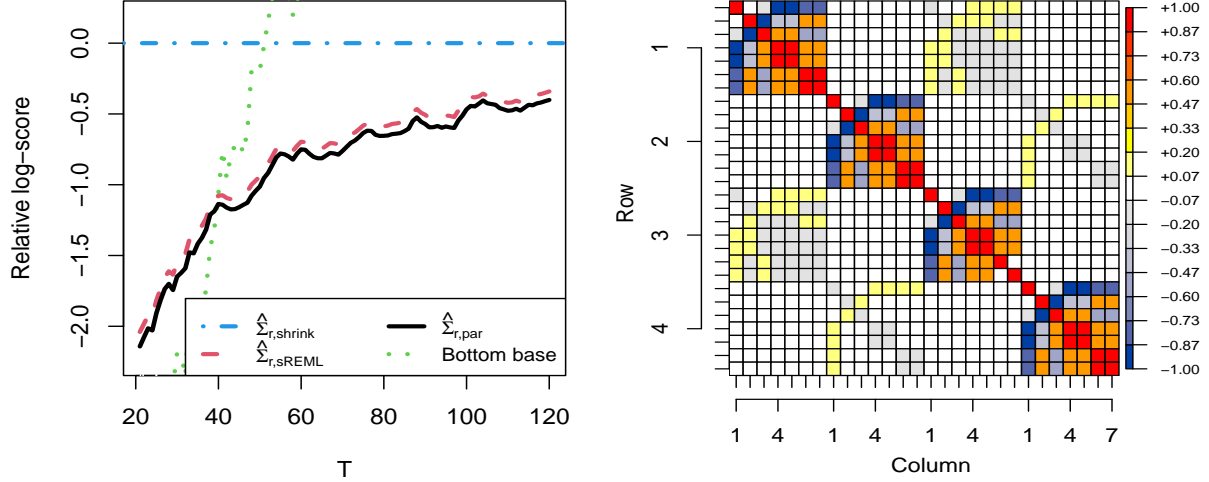 Relative log−score
0.0
−0.5
−1.0
−1.5
−2.0
Σ̂r,shrink
Σ̂r,sREML
Σ̂r,par
Bottom base
20 40 60 80 100 120
T
Row
1
2
3
4
1 4 1 4 1 4 1 4 7
Column
+1.00
+0.87
+0.73
+0.60
+0.47
+0.33
+0.20
+0.07
−0.07
−0.20
−0.33
−0.47
−0.60
−0.73
−0.87
−1.00